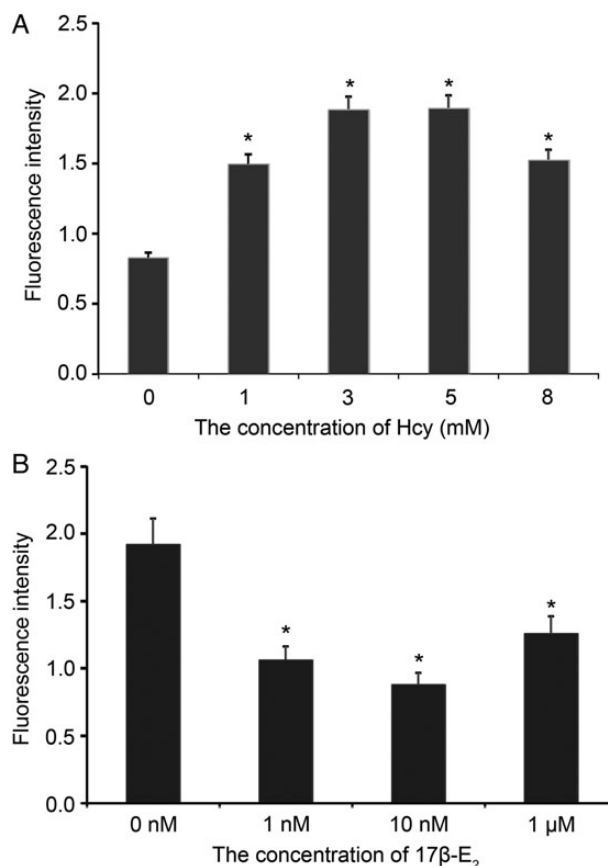 A
2.5
2.0
1.5
1.0
0.5
0.0
Fluorescence intensity
*
*
*
*
0 1 3 5 8
The concentration of Hcy (mM)
B
2.5
2.0
1.5
1.0
0.5
0.0
Fluorescence intensity
*
*
*
0 nM 1 nM 10 nM 1 μM
The concentration of 17β-E₂